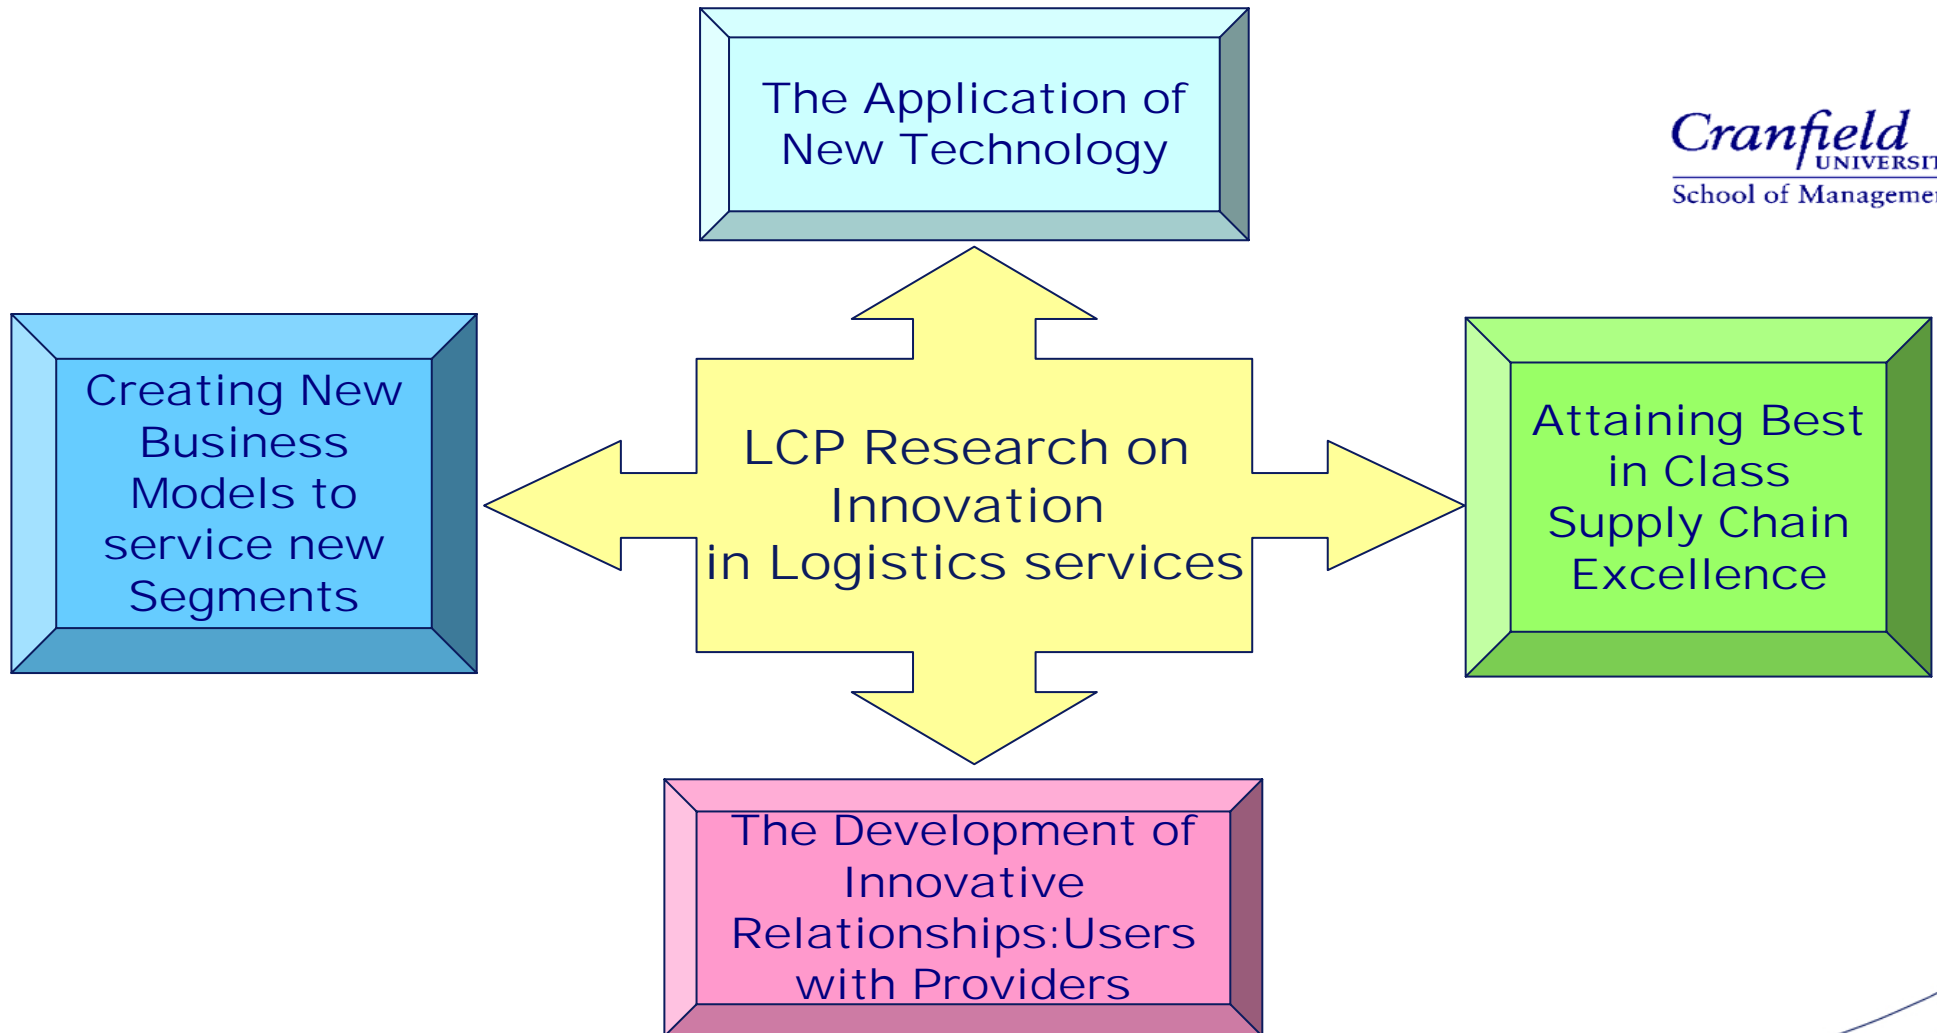 The Application of
New Technology
Cranfield
UNIVERSIT
School of Managemen
Creating New
Business
Models to
service new
Segments
LCP Research on
Innovation
in Logistics services
Attaining Best
in Class
Supply Chain
Excellence
The Development of
Innovative
Relationships:Users
with Providers